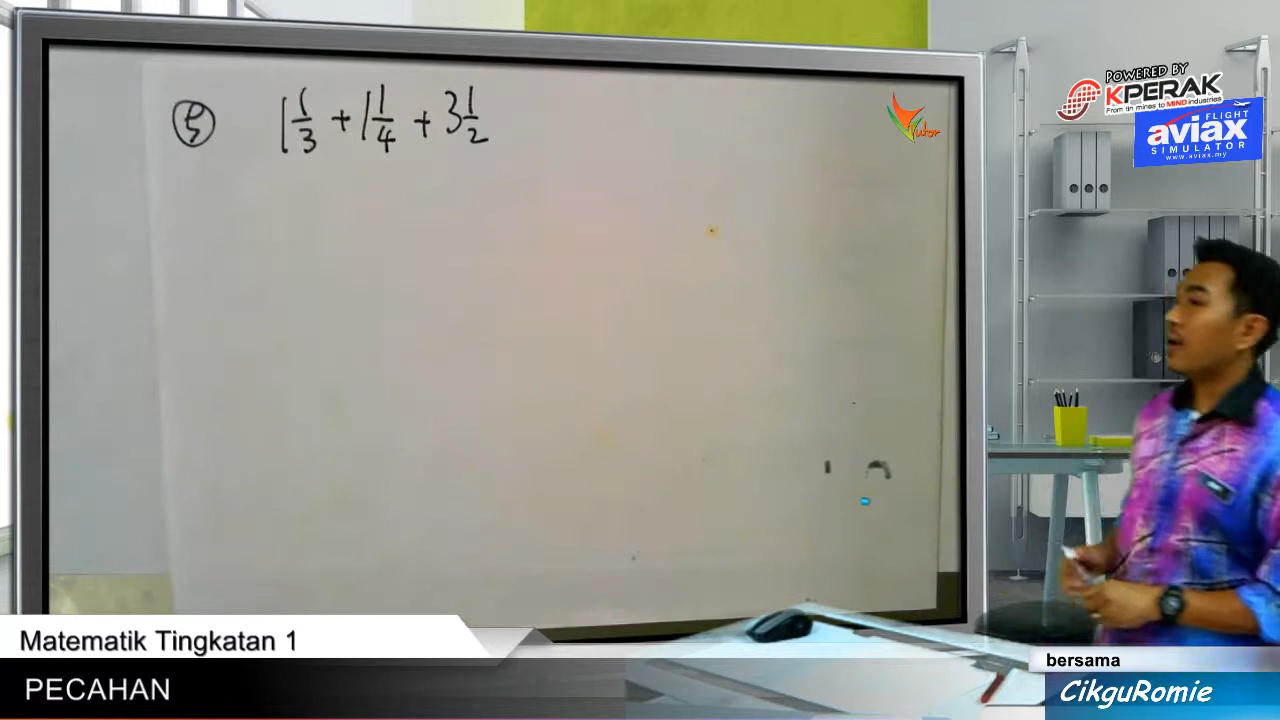 5 1 1/3 + 1 1/4 + 3 1/2
Tutor
POWERED BY
KPERAK
From tin mines to MIND industries
FLIGHT
aviax
SIMULATOR
www.aviax.my
Matematik Tingkatan 1
PECAHAN
bersama
CikguRomie